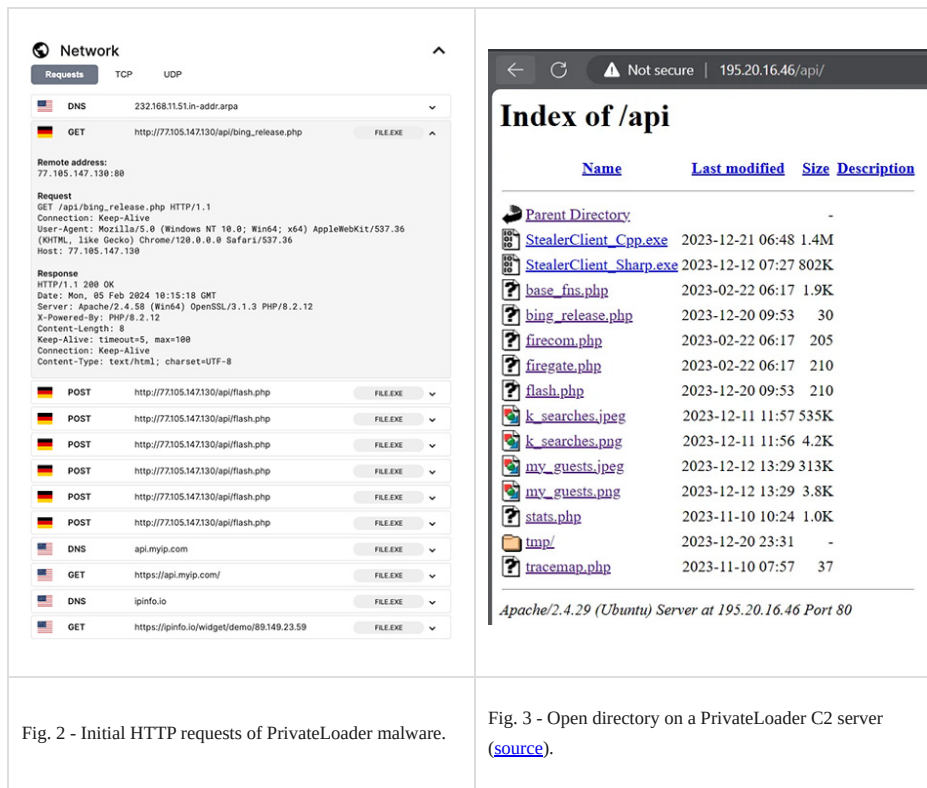 Network
Requests TCP UDP
DNS 232.168.11.51.in-addr.arpa
GET http://77.105.147.130/api/bing_release.php FILE.EXE
Remote address:
77.105.147.130:80
Request
GET /api/bing_release.php HTTP/1.1
Connection: Keep-Alive
User-Agent: Mozilla/5.0 (Windows NT 10.0; Win64; x64) AppleWebKit/537.36
(KHTML, like Gecko) Chrome/120.0.0.0 Safari/537.36
Host: 77.105.147.130
Response
HTTP/1.1 200 OK
Date: Mon, 05 Feb 2024 10:15:18 GMT
Server: Apache/2.4.58 (Win64) OpenSSL/3.1.3 PHP/8.2.12
X-Powered-By: PHP/8.2.12
Content-Length: 8
Keep-Alive: timeout=5, max=100
Connection: Keep-Alive
Content-Type: text/html; charset=UTF-8
POST http://77.105.147.130/api/flash.php FILE.EXE
POST http://77.105.147.130/api/flash.php FILE.EXE
POST http://77.105.147.130/api/flash.php FILE.EXE
POST http://77.105.147.130/api/flash.php FILE.EXE
POST http://77.105.147.130/api/flash.php FILE.EXE
POST http://77.105.147.130/api/flash.php FILE.EXE
DNS api.myip.com FILE.EXE
GET https://api.myip.com/ FILE.EXE
DNS ipinfo.io FILE.EXE
GET https://ipinfo.io/widget/demo/89.149.23.59 FILE.EXE
Fig. 2 - Initial HTTP requests of PrivateLoader malware.
Not secure | 195.20.16.46/api/
Index of /api
Name Last modified Size Description
Parent Directory -
StealerClient_Cpp.exe 2023-12-21 06:48 1.4M
StealerClient_Sharp.exe 2023-12-12 07:27 802K
base_fns.php 2023-02-22 06:17 1.9K
bing_release.php 2023-12-20 09:53 30
firecom.php 2023-02-22 06:17 205
firegate.php 2023-02-22 06:17 210
flash.php 2023-12-20 09:53 210
k_searches.jpeg 2023-12-11 11:57 535K
k_searches.png 2023-12-11 11:56 4.2K
my_guests.jpeg 2023-12-12 13:29 313K
my_guests.png 2023-12-12 13:29 3.8K
stats.php 2023-11-10 10:24 1.0K
tmp/ 2023-12-20 23:31 -
tracemap.php 2023-11-10 07:57 37
Apache/2.4.29 (Ubuntu) Server at 195.20.16.46 Port 80
Fig. 3 - Open directory on a PrivateLoader C2 server
(source).